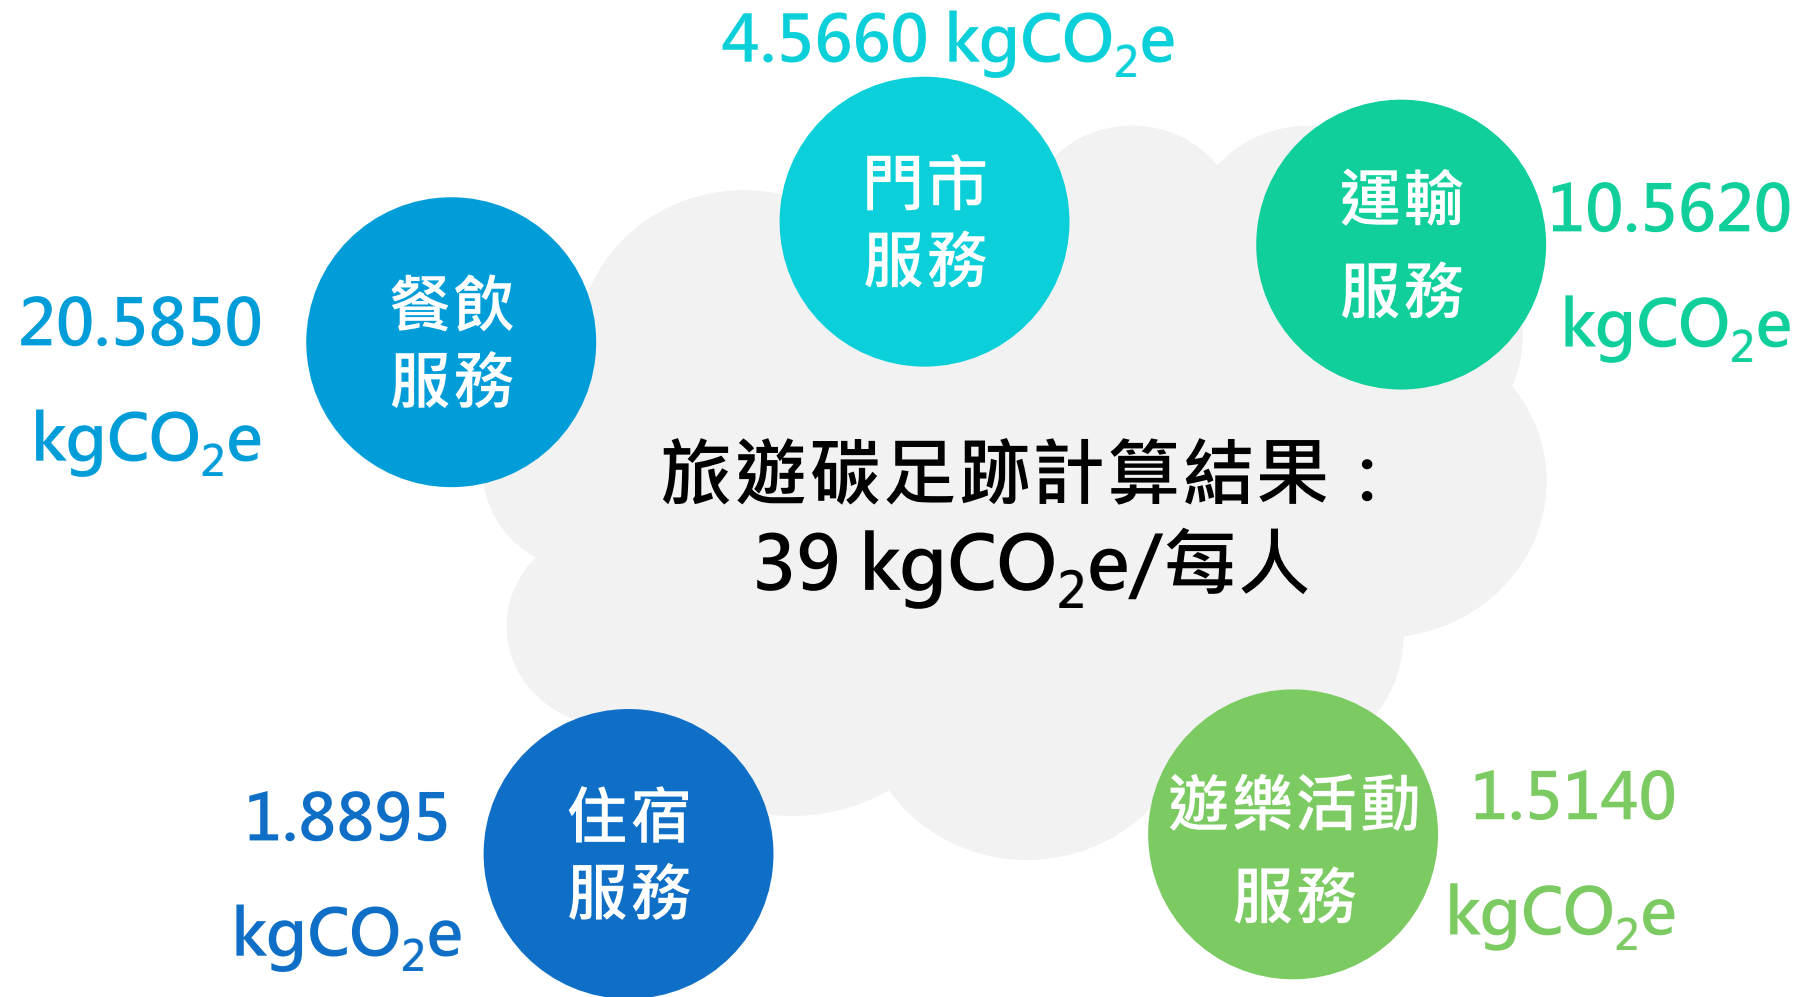 4.5660 kgCO₂e
門市
服務
運輸
服務
10.5620
kgCO₂e
餐飲
服務
20.5850
kgCO₂e
旅遊碳足跡計算結果：
39 kgCO₂e/每人
住宿
服務
1.8895
kgCO₂e
遊樂活動
服務
1.5140
kgCO₂e